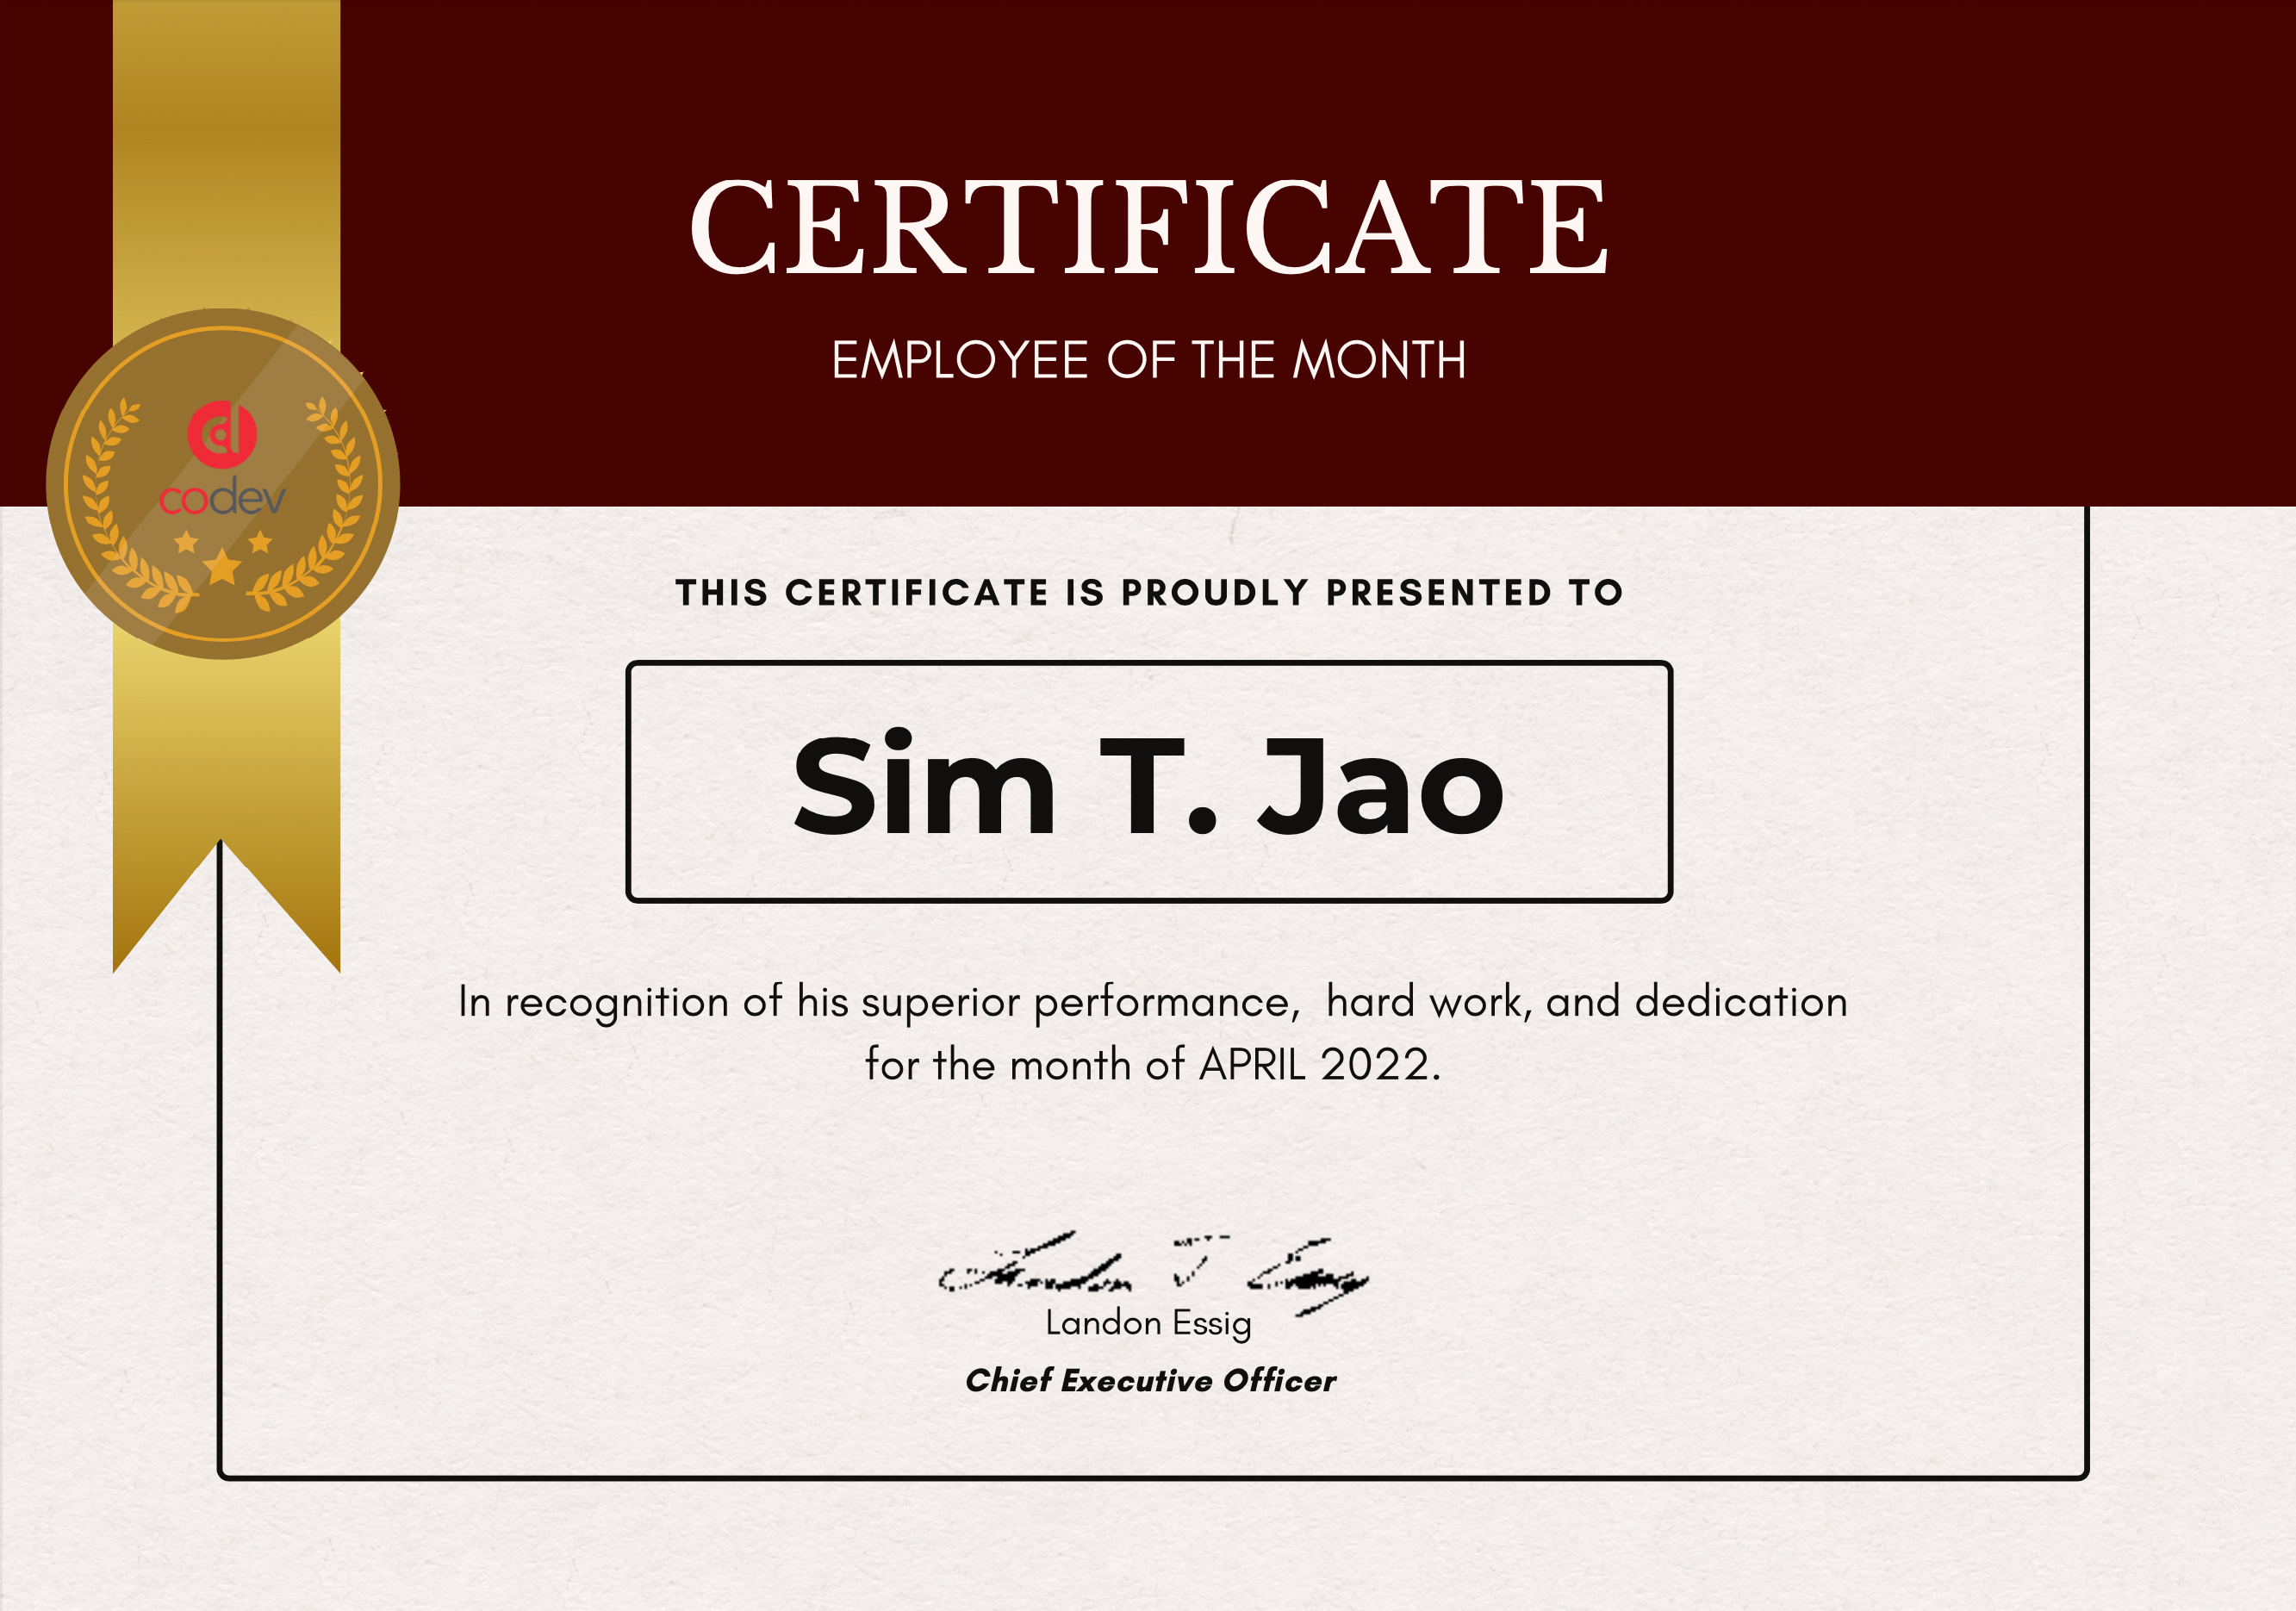 CERTIFICATE
EMPLOYEE OF THE MONTH
codev
THIS CERTIFICATE IS PROUDLY PRESENTED TO
Sim T. Jao
In recognition of his superior performance,  hard work, and dedication
for the month of APRIL 2022.
Landon J Essig
Landon Essig
Chief Executive Officer